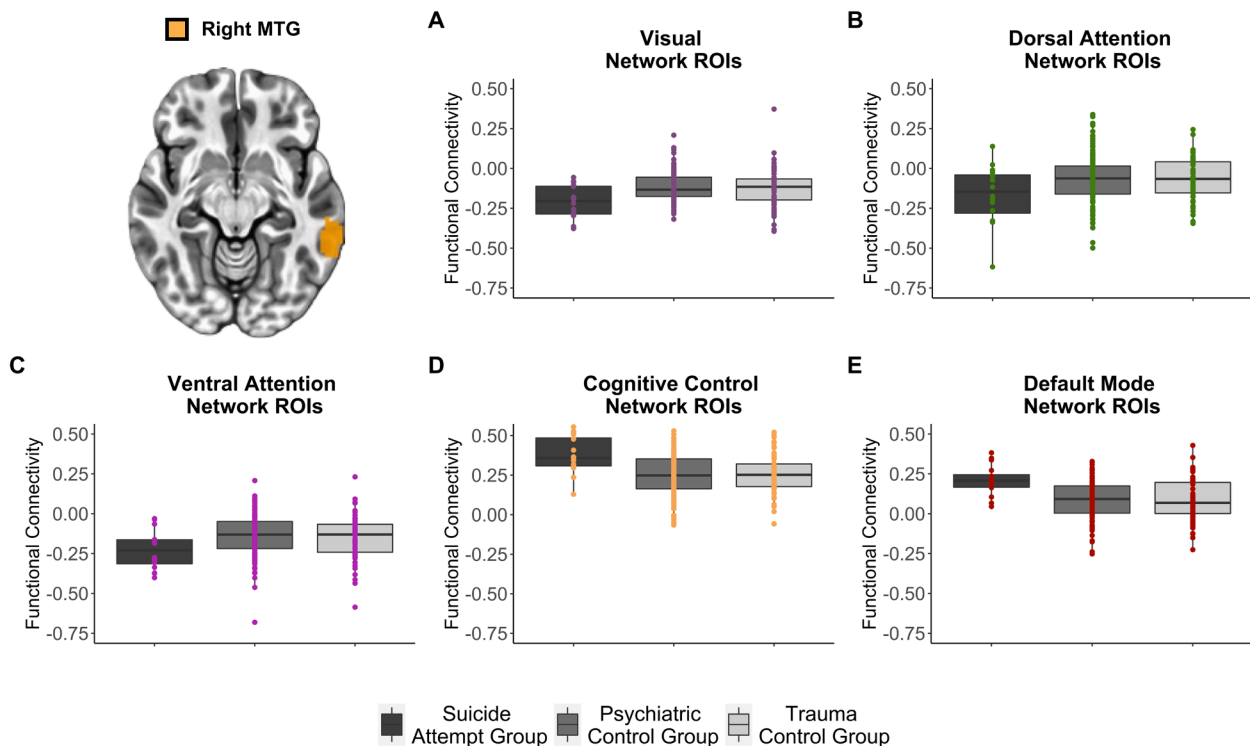 Right MTG
A
Visual
Network ROIs
Functional Connectivity
0.50
0.25
0.00
-0.25
-0.50
-0.75
B
Dorsal Attention
Network ROIs
Functional Connectivity
0.50
0.25
0.00
-0.25
-0.50
-0.75
C
Ventral Attention
Network ROIs
Functional Connectivity
0.50
0.25
0.00
-0.25
-0.50
-0.75
D
Cognitive Control
Network ROIs
Functional Connectivity
0.50
0.25
0.00
-0.25
-0.50
-0.75
E
Default Mode
Network ROIs
Functional Connectivity
0.50
0.25
0.00
-0.25
-0.50
-0.75
Suicide
Attempt Group
Psychiatric
Control Group
Trauma
Control Group